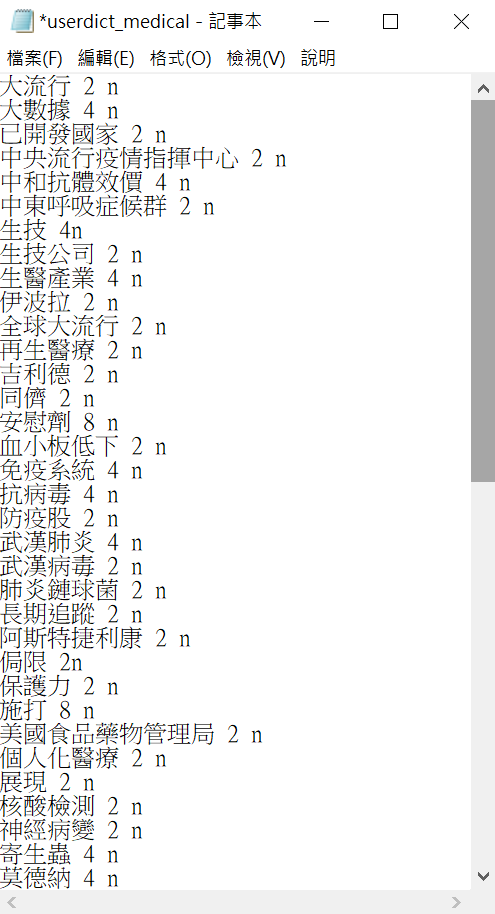 *userdict_medical - 記事本
檔案(F) 編輯(E) 格式(O) 檢視(V) 說明
大流行 2 n
大數據 4 n
已開發國家 2 n
中央流行疫情指揮中心 2 n
中和抗體效價 4 n
中東呼吸症候群 2 n
生技 4n
生技公司 2 n
生醫產業 4 n
伊波拉 2 n
全球大流行 2 n
再生醫療 2 n
吉利德 2 n
同儕 2 n
安慰劑 8 n
血小板低下 2 n
免疫系統 4 n
抗病毒 4 n
防疫股 2 n
武漢肺炎 4 n
武漢病毒 2 n
肺炎鏈球菌 2 n
長期追蹤 2 n
阿斯特捷利康 2 n
侷限 2n
保護力 2 n
施打 8 n
美國食品藥物管理局 2 n
個人化醫療 2 n
展現 2 n
核酸檢測 2 n
神經病變 2 n
寄生蟲 4 n
莫德納 4 n